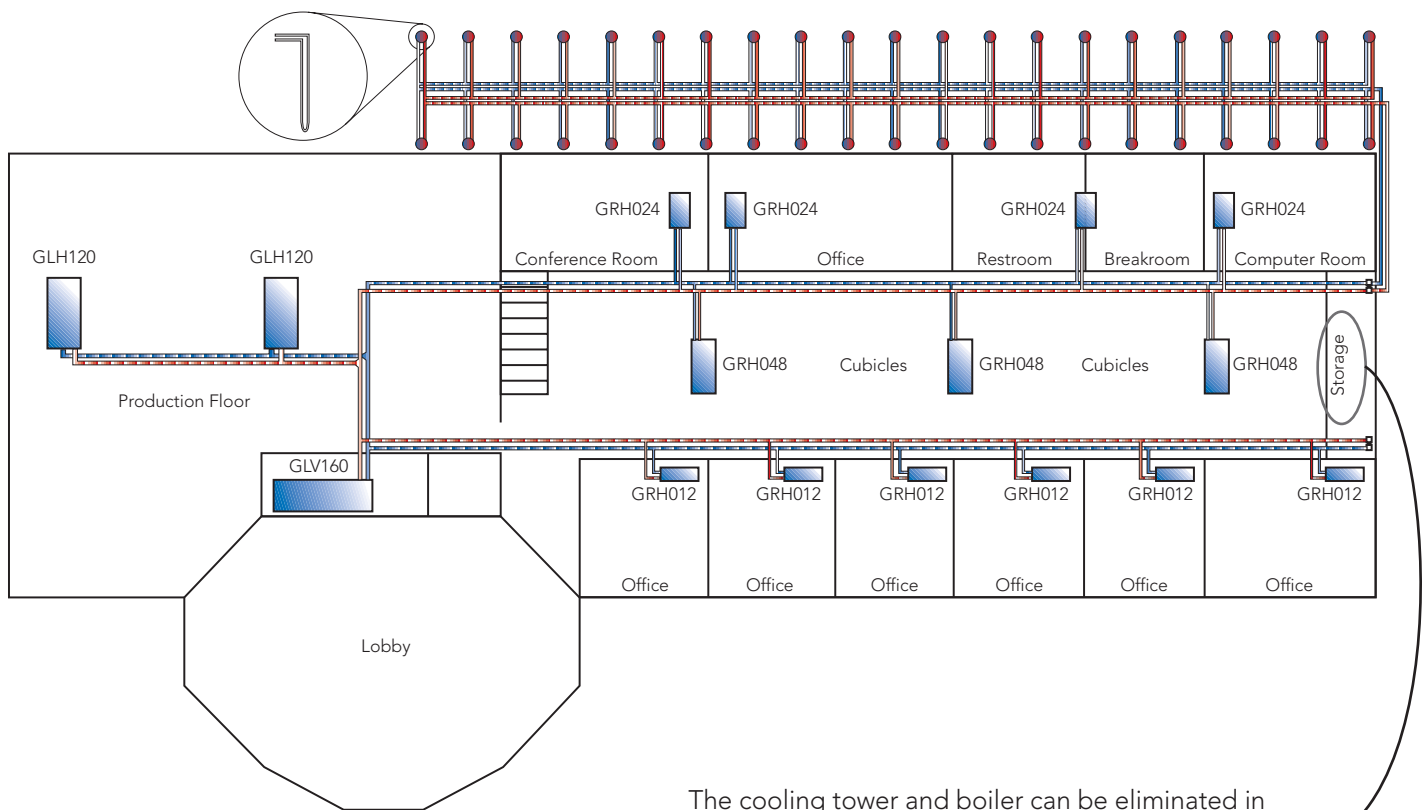 GRH024
GRH024
GRH024
GRH024
Conference Room
Office
Restroom
Breakroom
Computer Room
GLH120
GLH120
GRH048
Cubicles
GRH048
Cubicles
GRH048
Storage
Production Floor
GLV160
GRH012
GRH012
GRH012
GRH012
GRH012
GRH012
Office
Office
Office
Office
Office
Office
Lobby
The cooling tower and boiler can be eliminated in